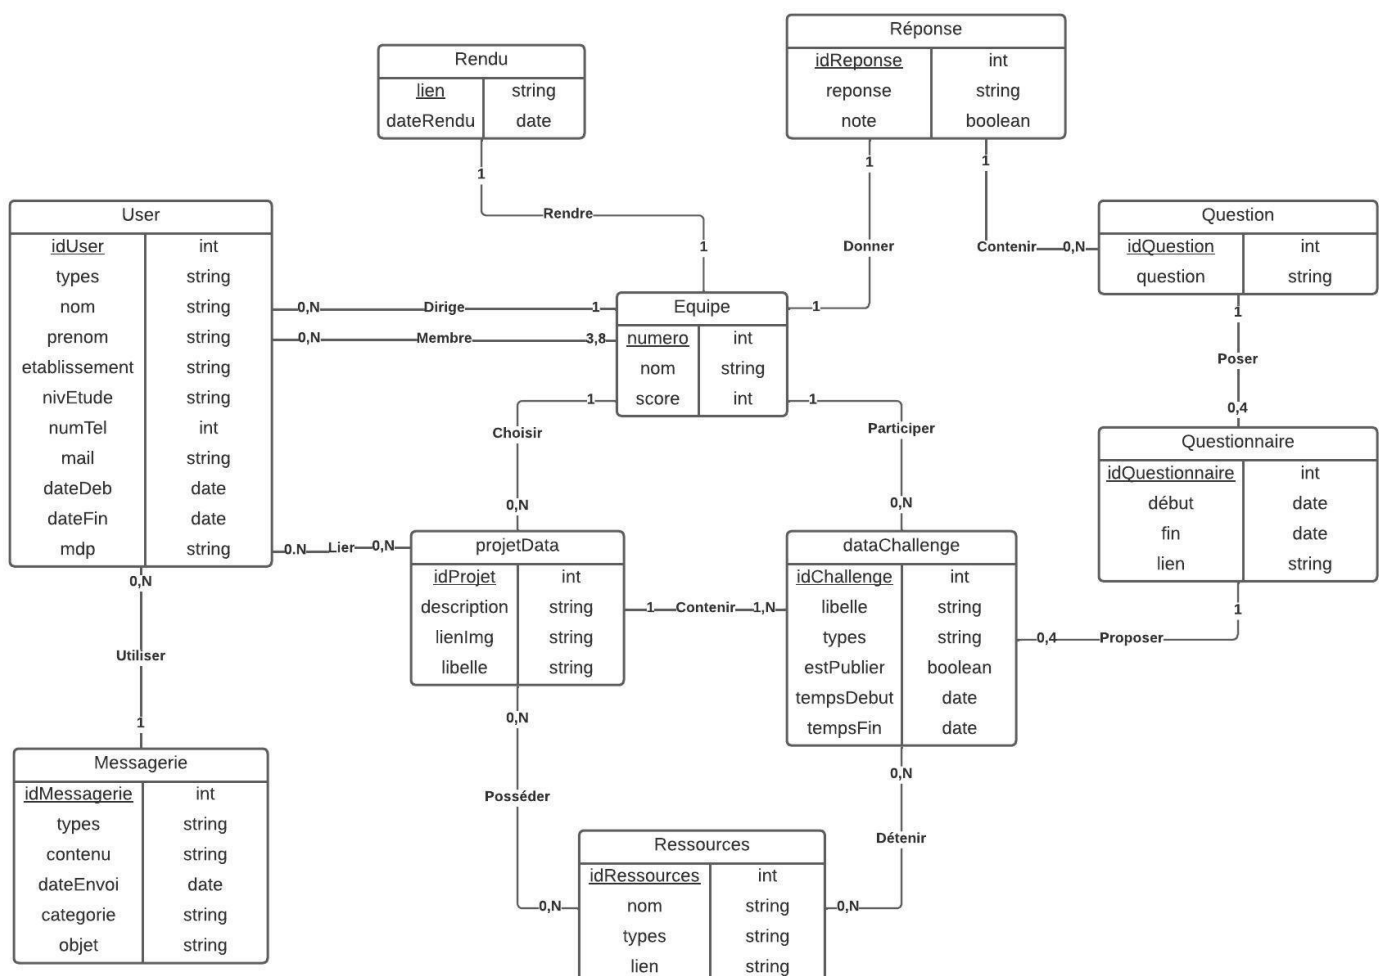 Rendu
lien string
dateRendu date
1
Rendre
1
Réponse
idReponse int
reponse string
note boolean
1
1
Donner
1
Contenir 0,N
Question
idQuestion int
question string
1
Poser
0,4
User
idUser int
types string
nom string
prenom string
etablissement string
nivEtude string
numTel int
mail string
dateDeb date
dateFin date
mdp string
0,N Dirige 1
0,N Membre 3,8
Equipe
numero int
nom string
score int
1
Choisir
0,N
1
Participer
0,N
Questionnaire
idQuestionnaire int
début date
fin date
lien string
1
0,4 Proposer
0.N Lier 0,N
projetData
idProjet int
description string
lienImg string
libelle string
1 Contenir 1,N
dataChallenge
idChallenge int
libelle string
types string
estPublier boolean
tempsDebut date
tempsFin date
0,N
Utiliser
1
Messagerie
idMessagerie int
types string
contenu string
dateEnvoi date
categorie string
objet string
0,N
Posséder
0,N
0,N
Détenir
0,N
Ressources
idRessources int
nom string
types string
lien string